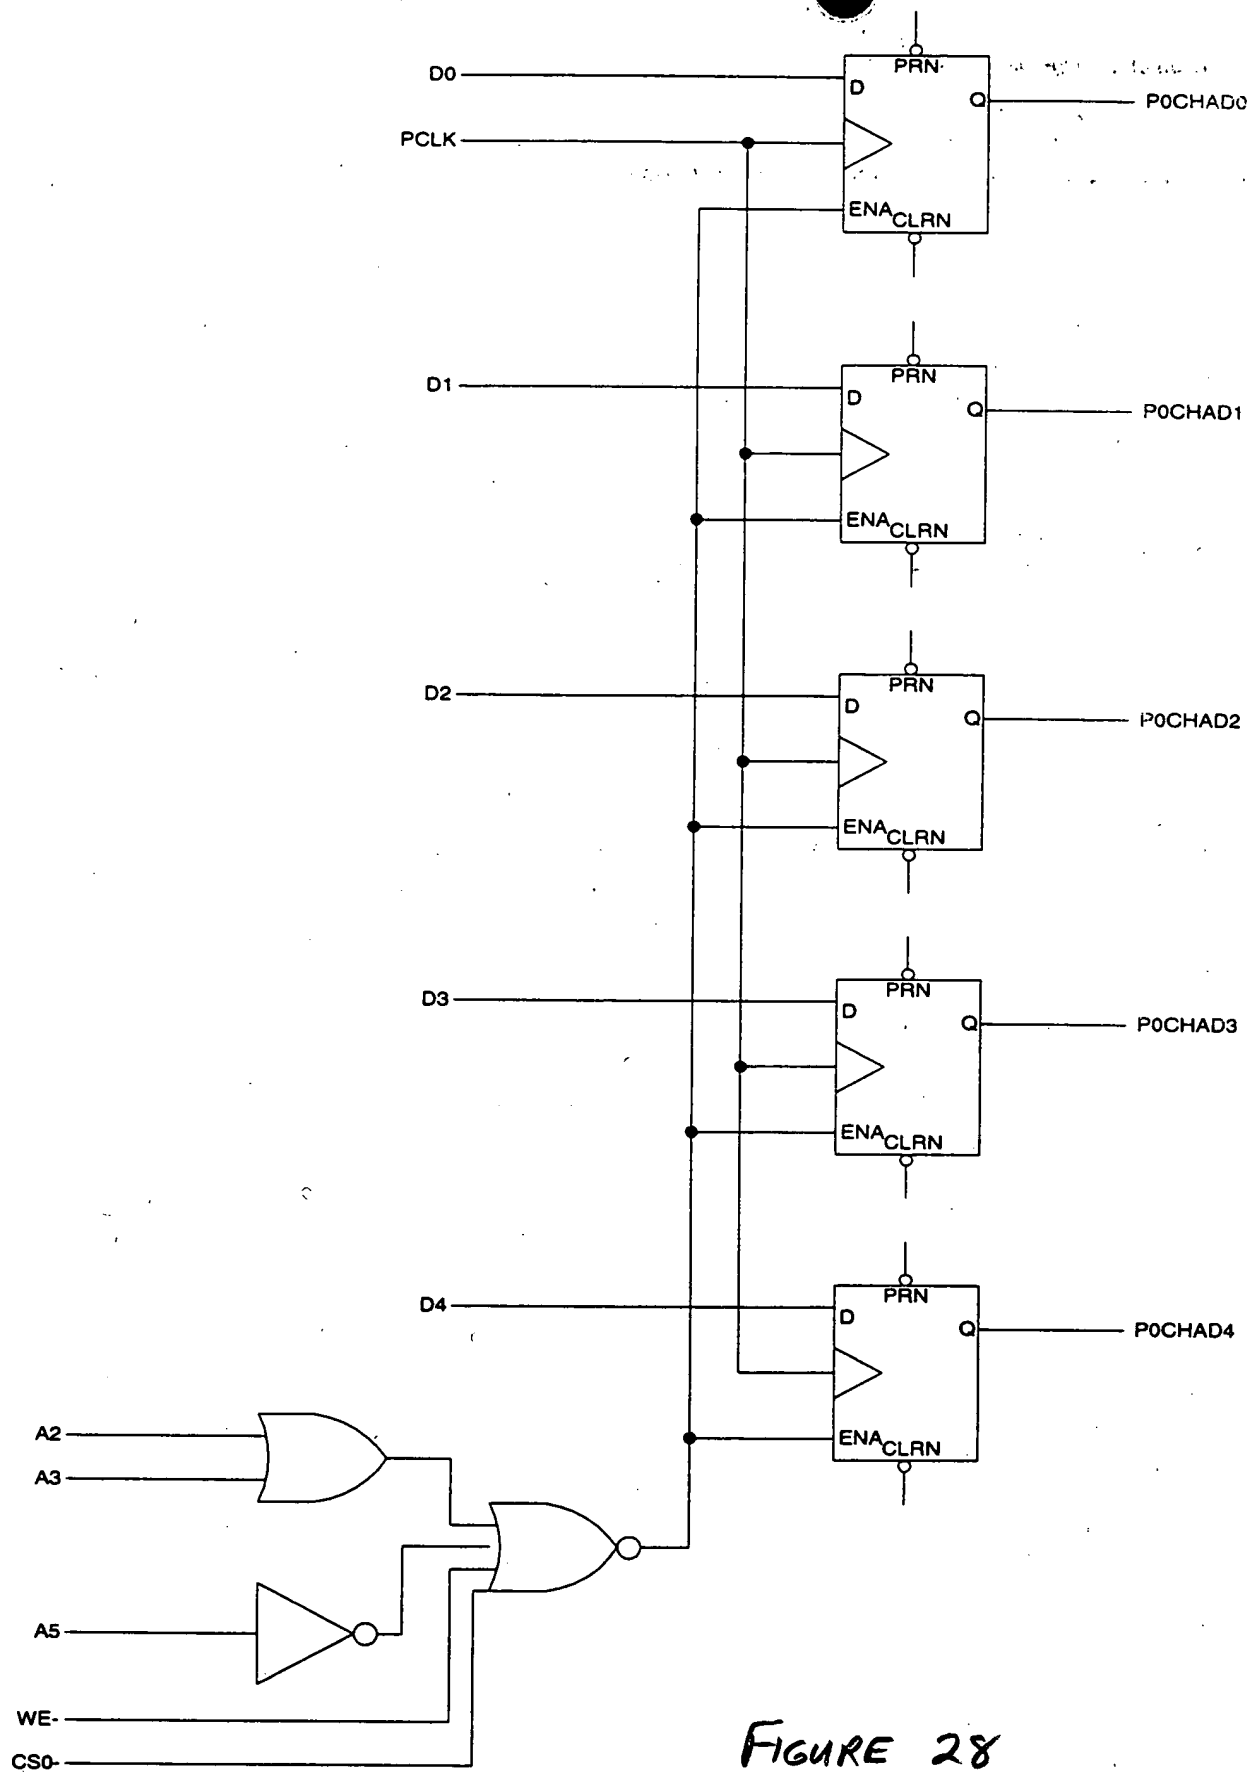 PRN
D0
D
Q
P0CHAD0
PCLK
ENA
CLRN
PRN
D1
D
Q
P0CHAD1
ENA
CLRN
PRN
D2
D
Q
P0CHAD2
ENA
CLRN
PRN
D3
D
Q
P0CHAD3
ENA
CLRN
PRN
D4
D
Q
P0CHAD4
ENA
CLRN
A2
A3
A5
WE-
CS0-
FIGURE 28